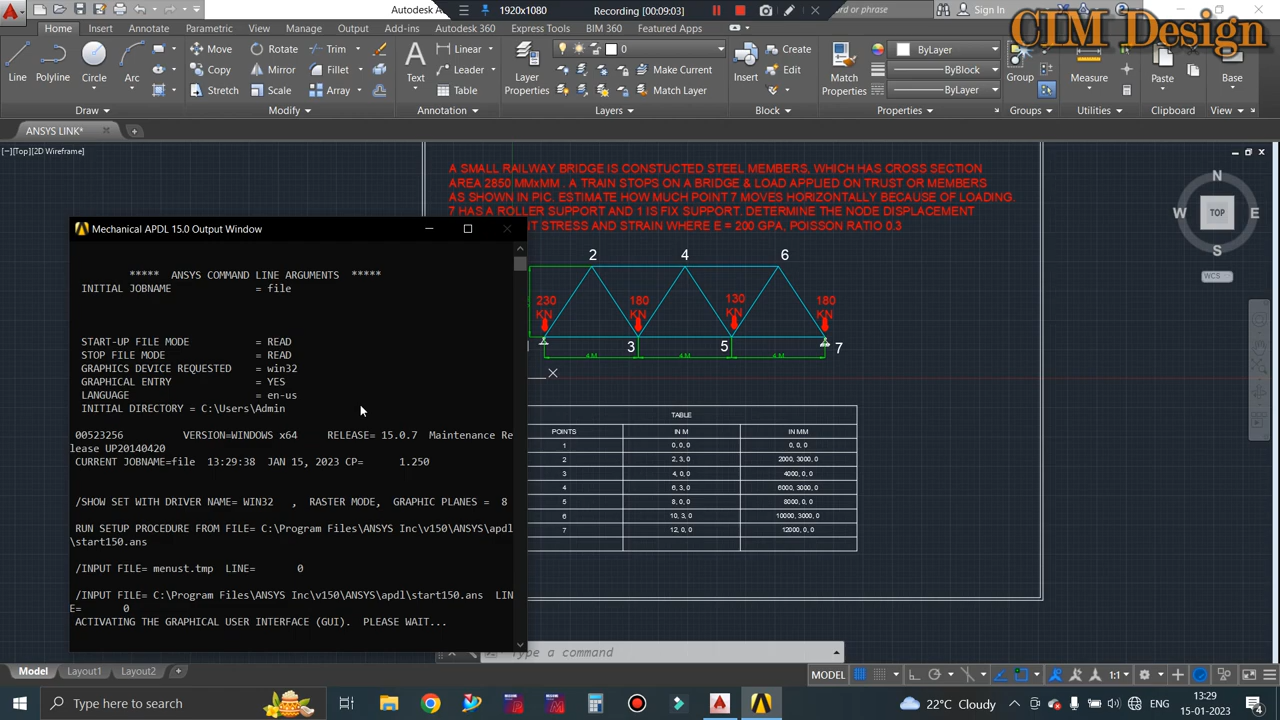 Autodesk A
1920x1080
Recording [00:09:03]
or phrase
Sign In
CIM Design
Home
Insert
Annotate
Parametric
View
Manage
Output
Add-ins
Autodesk 360
Express Tools
BIM 360
Featured Apps
Line
Polyline
Circle
Arc
Move
Rotate
Trim
Copy
Mirror
Fillet
Stretch
Scale
Array
Text
Linear
Leader
Table
Layer
Properties
0
Make Current
Match Layer
Insert
Create
Edit
Match
Properties
ByLayer
ByBlock
ByLayer
Group
Measure
Paste
Base
Draw
Modify
Annotation
Layers
Block
Properties
Groups
Utilities
Clipboard
View
ANSYS LINK*
[−][Top][2D Wireframe]
A SMALL RAILWAY BRIDGE IS CONSTUCTED STEEL MEMBERS, WHICH HAS CROSS SECTION
AREA 2850 MMxMM . A TRAIN STOPS ON A BRIDGE & LOAD APPLIED ON TRUST OR MEMBERS
AS SHOWN IN PIC. ESTIMATE HOW MUCH POINT 7 MOVES HORIZONTALLY BECAUSE OF LOADING.
7 HAS A ROLLER SUPPORT AND 1 IS FIX SUPPORT. DETERMINE THE NODE DISPLACEMENT
T STRESS AND STRAIN WHERE E = 200 GPA, POISSON RATIO 0.3
N
W
TOP
E
S
WCS
Mechanical APDL 15.0 Output Window
***** ANSYS COMMAND LINE ARGUMENTS *****
INITIAL JOBNAME = file
START-UP FILE MODE = READ
STOP FILE MODE = READ
GRAPHICS DEVICE REQUESTED = win32
GRAPHICAL ENTRY = YES
LANGUAGE = en-us
INITIAL DIRECTORY = C:\Users\Admin
00523256 VERSION=WINDOWS x64 RELEASE= 15.0.7 Maintenance Re
lease UP20140420
CURRENT JOBNAME=file 13:29:38 JAN 15, 2023 CP= 1.250
/SHOW SET WITH DRIVER NAME= WIN32 , RASTER MODE, GRAPHIC PLANES = 8
RUN SETUP PROCEDURE FROM FILE= C:\Program Files\ANSYS Inc\v150\ANSYS\apdl
\start150.ans
/INPUT FILE= menust.tmp LINE= 0
/INPUT FILE= C:\Program Files\ANSYS Inc\v150\ANSYS\apdl\start150.ans LIN
E= 0
ACTIVATING THE GRAPHICAL USER INTERFACE (GUI). PLEASE WAIT...
2
4
6
230
KN
180
KN
130
KN
180
KN
3
5
7
4 M
4 M
4 M
TABLE
POINTS IN M IN MM
1 0, 0, 0 0, 0, 0
2 2, 3, 0 2000, 3000, 0
3 4, 0, 0 4000, 0, 0
4 6, 3, 0 6000, 3000, 0
5 8, 0, 0 8000, 0, 0
6 10, 3, 0 10000, 3000, 0
7 12, 0, 0 12000, 0, 0
Type a command
Model
Layout1
Layout2
MODEL
1:1
Type here to search
22°C Cloudy
ENG
13:29
15-01-2023
4